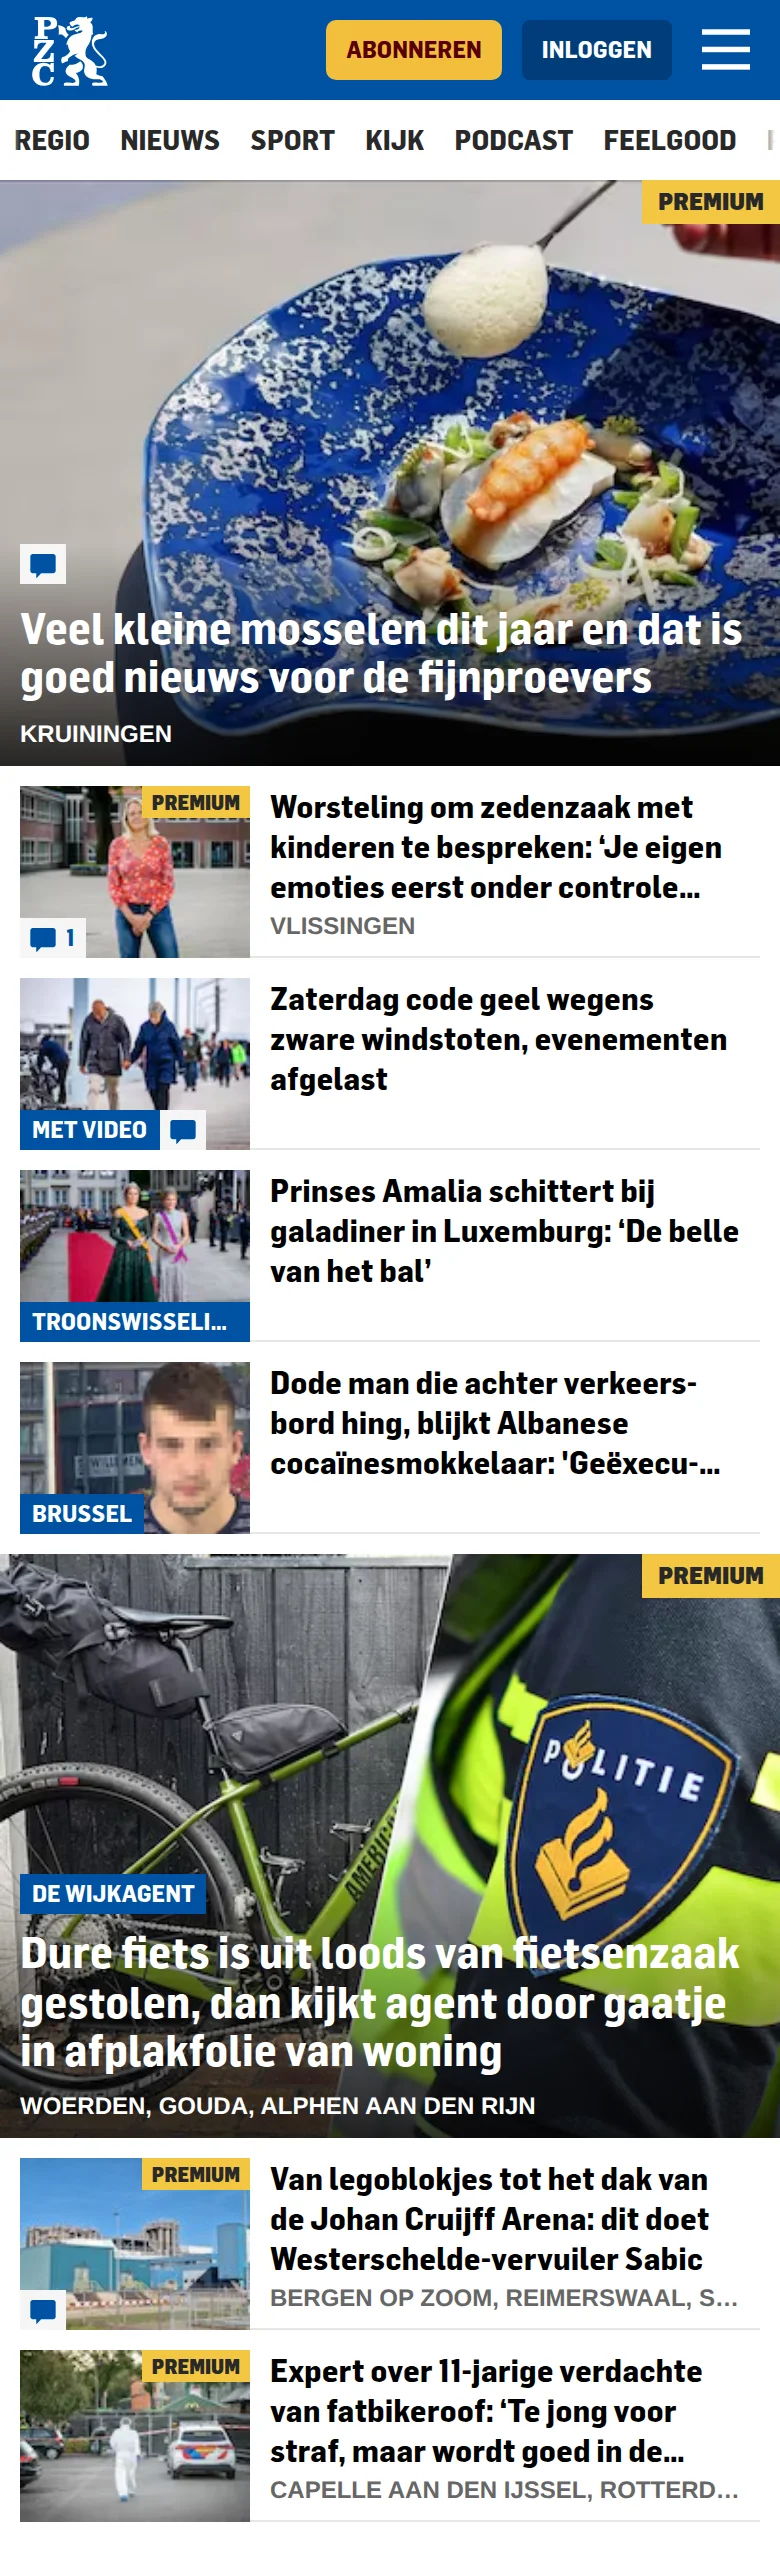 PZC
ABONNEREN
INLOGGEN
REGIO NIEUWS SPORT KIJK PODCAST FEELGOOD
PREMIUM
Veel kleine mosselen dit jaar en dat is
goed nieuws voor de fijnproevers
KRUININGEN
PREMIUM
1
Worsteling om zedenzaak met
kinderen te bespreken: ‘Je eigen
emoties eerst onder controle...
VLISSINGEN
MET VIDEO
Zaterdag code geel wegens
zware windstoten, evenementen
afgelast
TROONSWISSELI...
Prinses Amalia schittert bij
galadiner in Luxemburg: ‘De belle
van het bal’
BRUSSEL
Dode man die achter verkeers-
bord hing, blijkt Albanese
cocaïnesmokkelaar: 'Geëxecu-...
PREMIUM
AMERICA
POLITIE
DE WIJKAGENT
Dure fiets is uit loods van fietsenzaak
gestolen, dan kijkt agent door gaatje
in afplakfolie van woning
WOERDEN, GOUDA, ALPHEN AAN DEN RIJN
PREMIUM
Van legoblokjes tot het dak van
de Johan Cruijff Arena: dit doet
Westerschelde-vervuiler Sabic
BERGEN OP ZOOM, REIMERSWAAL, S...
PREMIUM
Expert over 11-jarige verdachte
van fatbikeroof: ‘Te jong voor
straf, maar wordt goed in de...
CAPELLE AAN DEN IJSSEL, ROTTERD...